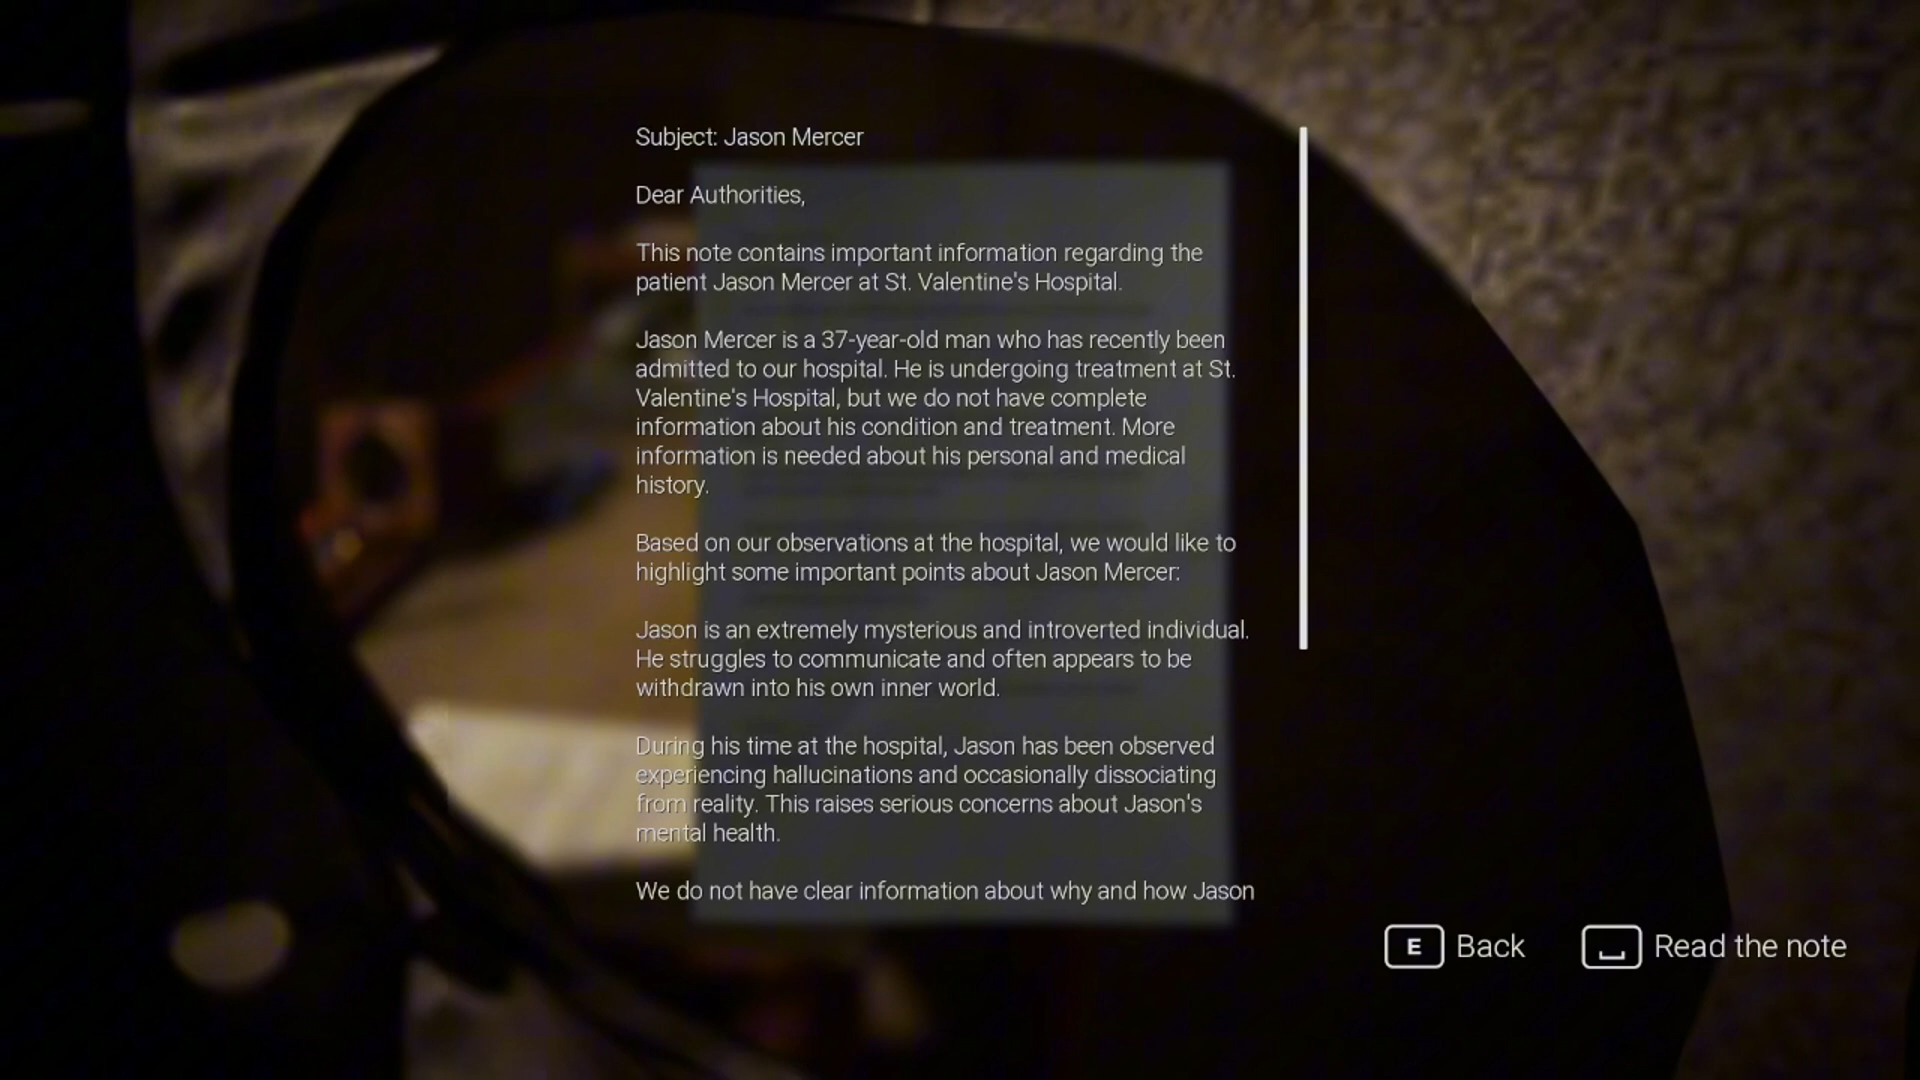 Subject: Jason Mercer
Dear Authorities,
This note contains important information regarding the
patient Jason Mercer at St. Valentine's Hospital.
Jason Mercer is a 37-year-old man who has recently been
admitted to our hospital. He is undergoing treatment at St.
Valentine's Hospital, but we do not have complete
information about his condition and treatment. More
information is needed about his personal and medical
history.
Based on our observations at the hospital, we would like to
highlight some important points about Jason Mercer:
Jason is an extremely mysterious and introverted individual.
He struggles to communicate and often appears to be
withdrawn into his own inner world.
During his time at the hospital, Jason has been observed
experiencing hallucinations and occasionally dissociating
from reality. This raises serious concerns about Jason's
mental health.
We do not have clear information about why and how Jason
E Back
Read the note